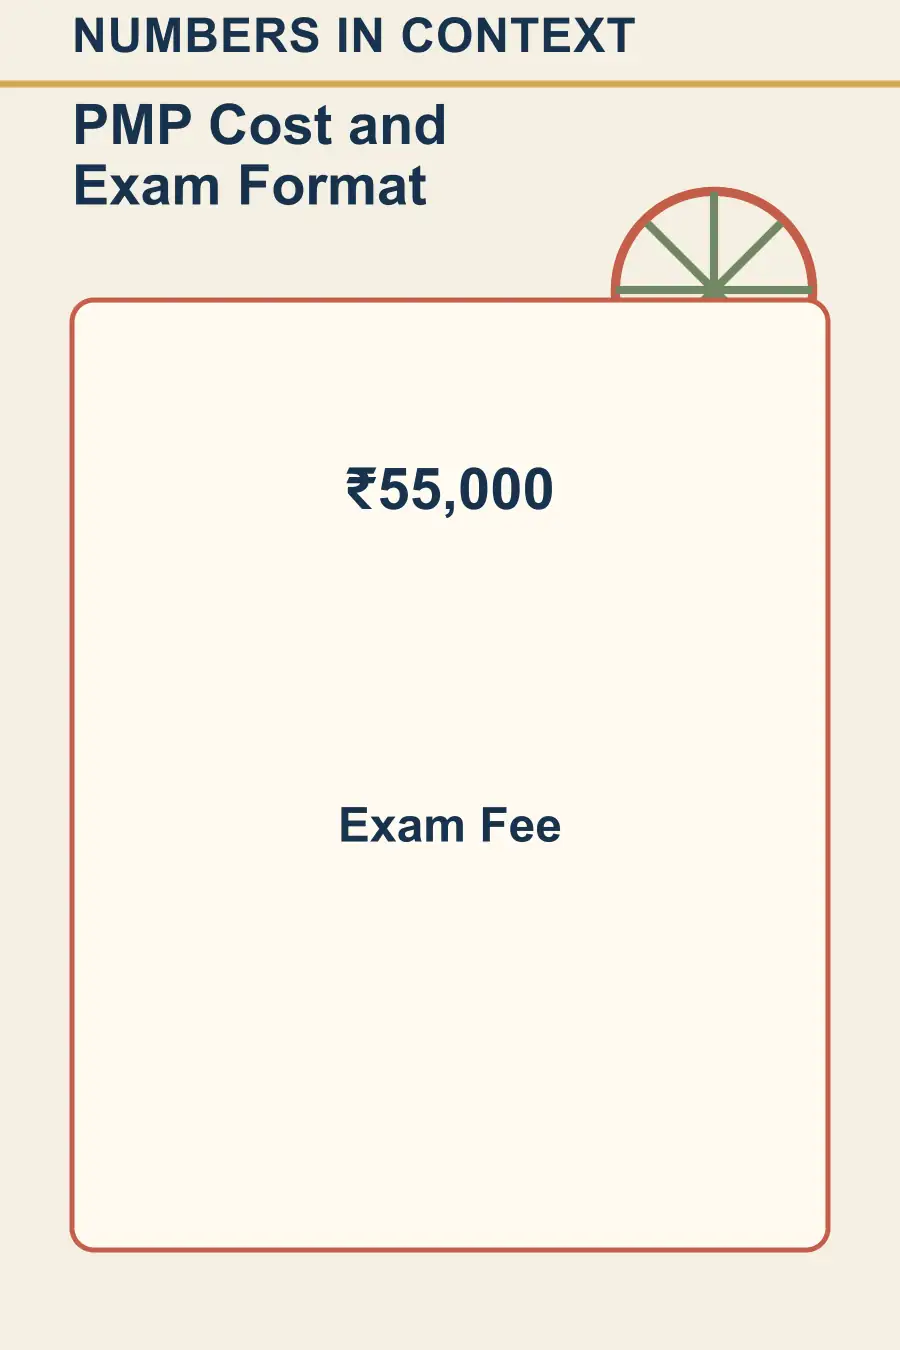 NUMBERS IN CONTEXT
PMP Cost and
Exam Format
₹55,000
Exam Fee